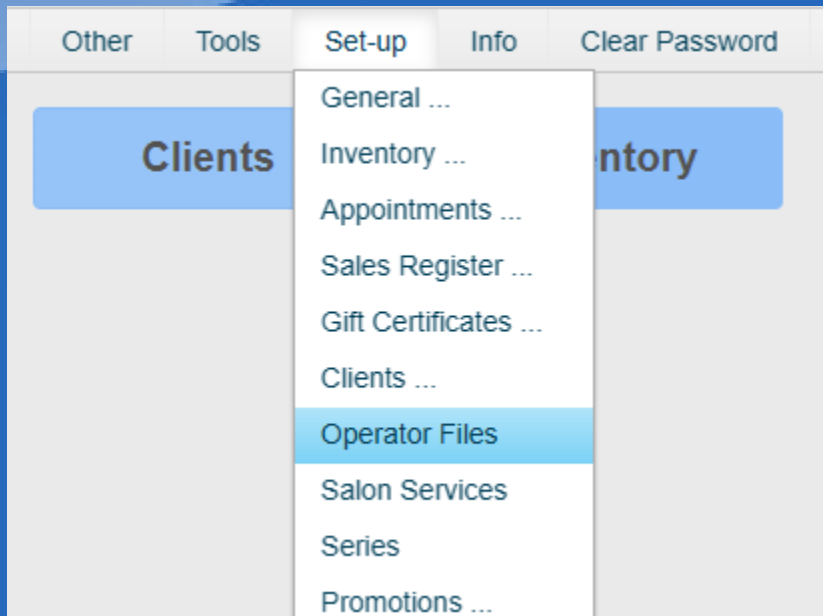 Other Tools Set-up Info Clear Password
General ...
Clients Inventory ... ntory
Appointments ...
Sales Register ...
Gift Certificates ...
Clients ...
Operator Files
Salon Services
Series
Promotions ...